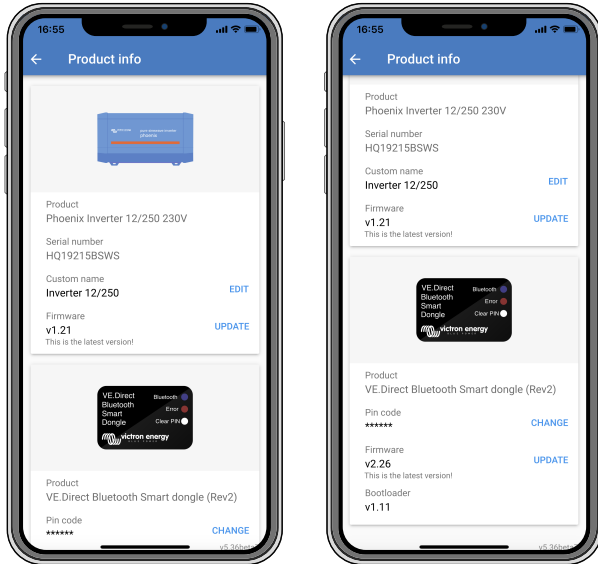 16:55
Product info
phoenix
Product
Phoenix Inverter 12/250 230V
Serial number
HQ19215BSWS
Custom name
Inverter 12/250
EDIT
Firmware
v1.21
This is the latest version!
UPDATE
VE.Direct
Bluetooth
Smart
Dongle
Bluetooth
Error
Clear PIN
victron energy
BLUE POWER
Product
VE.Direct Bluetooth Smart dongle (Rev2)
Pin code
******
CHANGE
16:55
Product info
Product
Phoenix Inverter 12/250 230V
Serial number
HQ19215BSWS
Custom name
Inverter 12/250
EDIT
Firmware
v1.21
This is the latest version!
UPDATE
VE.Direct
Bluetooth
Smart
Dongle
Bluetooth
Error
Clear PIN
victron energy
BLUE POWER
Product
VE.Direct Bluetooth Smart dongle (Rev2)
Pin code
******
CHANGE
Firmware
v2.26
This is the latest version!
UPDATE
Bootloader
v1.11